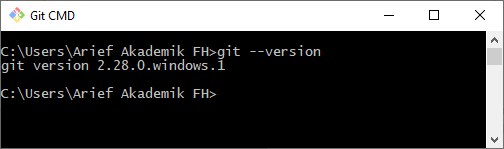 Git CMD
C:\Users\Arief Akademik FH>git --version
git version 2.28.0.windows.1
C:\Users\Arief Akademik FH>